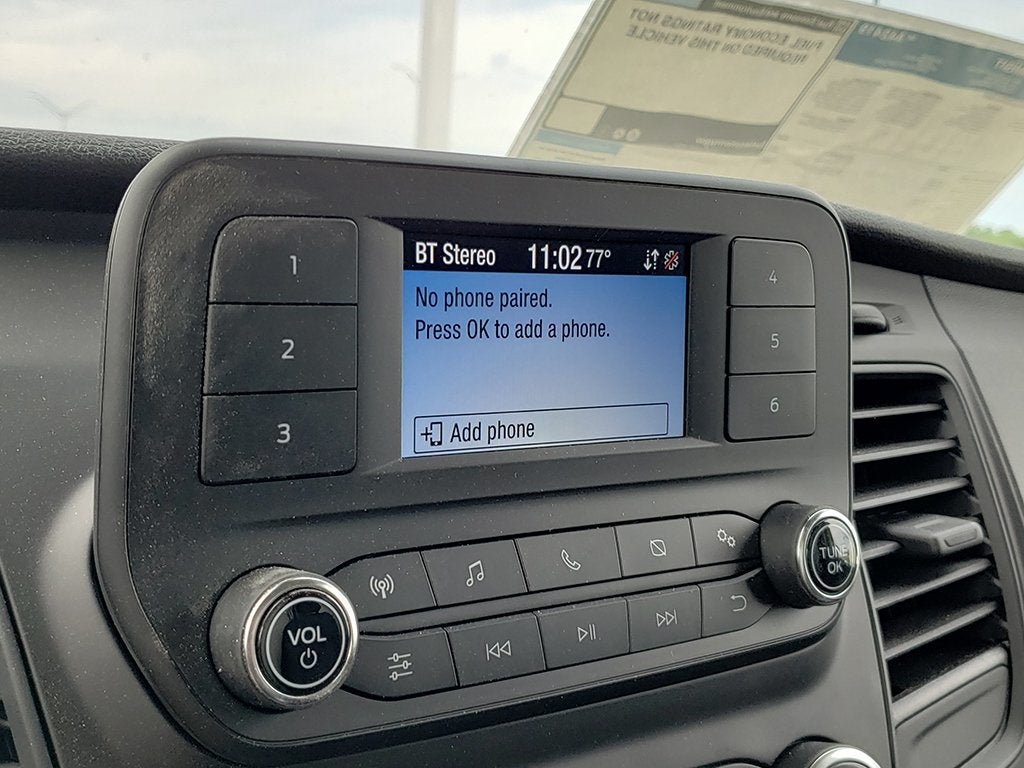 FUEL ECONOMY RATINGS NOT
REQUIRED ON THIS VEHICLE
BT Stereo 11:02 77°
No phone paired.
Press OK to add a phone.
Add phone
1
2
3
4
5
6
VOL
TUNE
OK